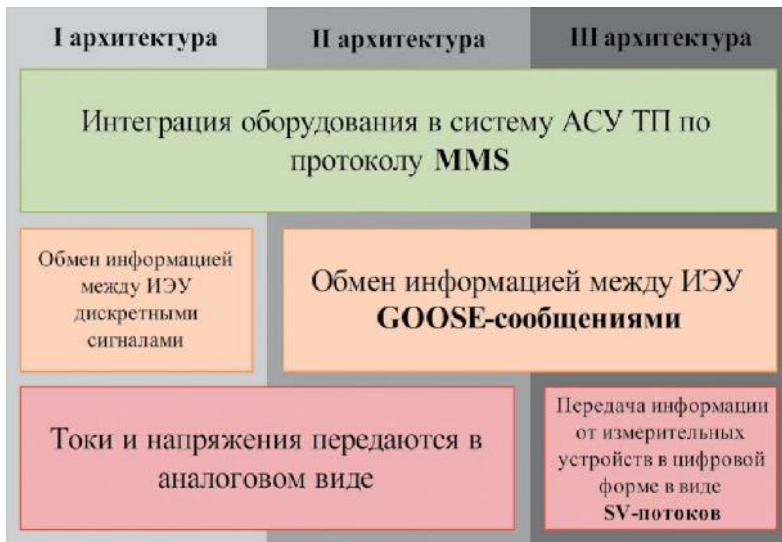 I архитектура
II архитектура
III архитектура
Интеграция оборудования в систему АСУ ТП по
протоколу MMS
Обмен информацией
между ИЭУ
дискретными
сигналами
Обмен информацией между ИЭУ
GOOSE-сообщениями
Токи и напряжения передаются в
аналоговом виде
Передача информации
от измерительных
устройств в цифровой
форме в виде
SV-потоков